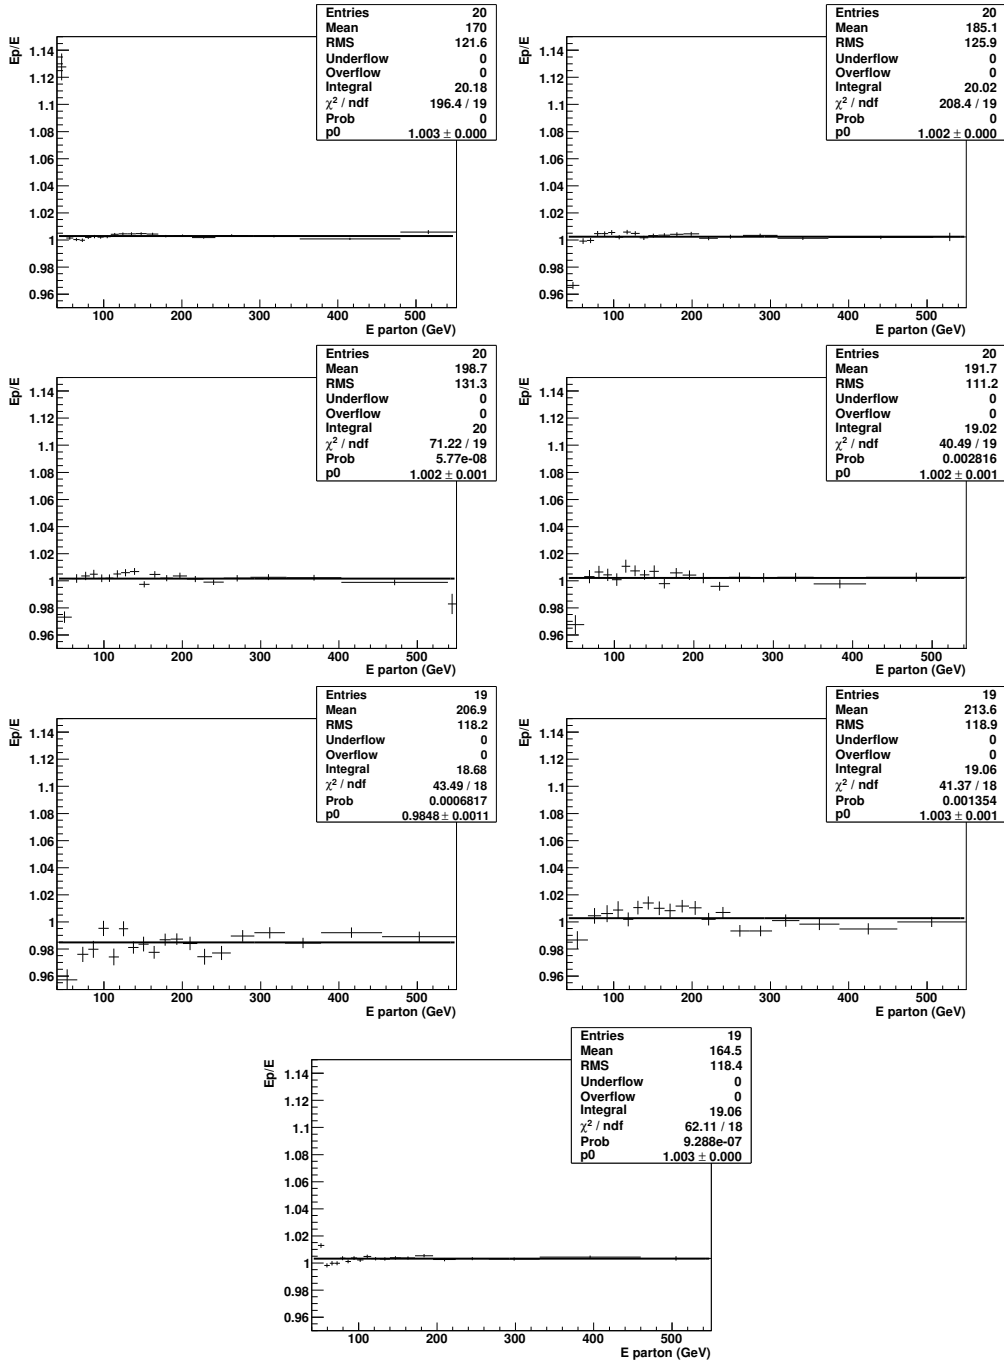 Entries 20
Mean 170
RMS 121.6
Underflow 0
Overflow 0
Integral 20.18
χ² / ndf 196.4 / 19
Prob 0
p0 1.003 ± 0.000
Ep/E
1.14
1.12
1.1
1.08
1.06
1.04
1.02
1
0.98
0.96
100 200 300 400 500
E parton (GeV)
Entries 20
Mean 185.1
RMS 125.9
Underflow 0
Overflow 0
Integral 20.02
χ² / ndf 208.4 / 19
Prob 0
p0 1.002 ± 0.000
Ep/E
1.14
1.12
1.1
1.08
1.06
1.04
1.02
1
0.98
0.96
100 200 300 400 500
E parton (GeV)
Entries 20
Mean 198.7
RMS 131.3
Underflow 0
Overflow 0
Integral 20
χ² / ndf 71.22 / 19
Prob 5.77e-08
p0 1.002 ± 0.001
Ep/E
1.14
1.12
1.1
1.08
1.06
1.04
1.02
1
0.98
0.96
100 200 300 400 500
E parton (GeV)
Entries 20
Mean 191.7
RMS 111.2
Underflow 0
Overflow 0
Integral 19.02
χ² / ndf 40.49 / 19
Prob 0.002816
p0 1.002 ± 0.001
Ep/E
1.14
1.12
1.1
1.08
1.06
1.04
1.02
1
0.98
0.96
100 200 300 400 500
E parton (GeV)
Entries 19
Mean 206.9
RMS 118.2
Underflow 0
Overflow 0
Integral 18.68
χ² / ndf 43.49 / 18
Prob 0.0006817
p0 0.9848 ± 0.0011
Ep/E
1.14
1.12
1.1
1.08
1.06
1.04
1.02
1
0.98
0.96
100 200 300 400 500
E parton (GeV)
Entries 19
Mean 213.6
RMS 118.9
Underflow 0
Overflow 0
Integral 19.06
χ² / ndf 41.37 / 18
Prob 0.001354
p0 1.003 ± 0.001
Ep/E
1.14
1.12
1.1
1.08
1.06
1.04
1.02
1
0.98
0.96
100 200 300 400 500
E parton (GeV)
Entries 19
Mean 164.5
RMS 118.4
Underflow 0
Overflow 0
Integral 19.06
χ² / ndf 62.11 / 18
Prob 9.288e-07
p0 1.003 ± 0.000
Ep/E
1.14
1.12
1.1
1.08
1.06
1.04
1.02
1
0.98
0.96
100 200 300 400 500
E parton (GeV)